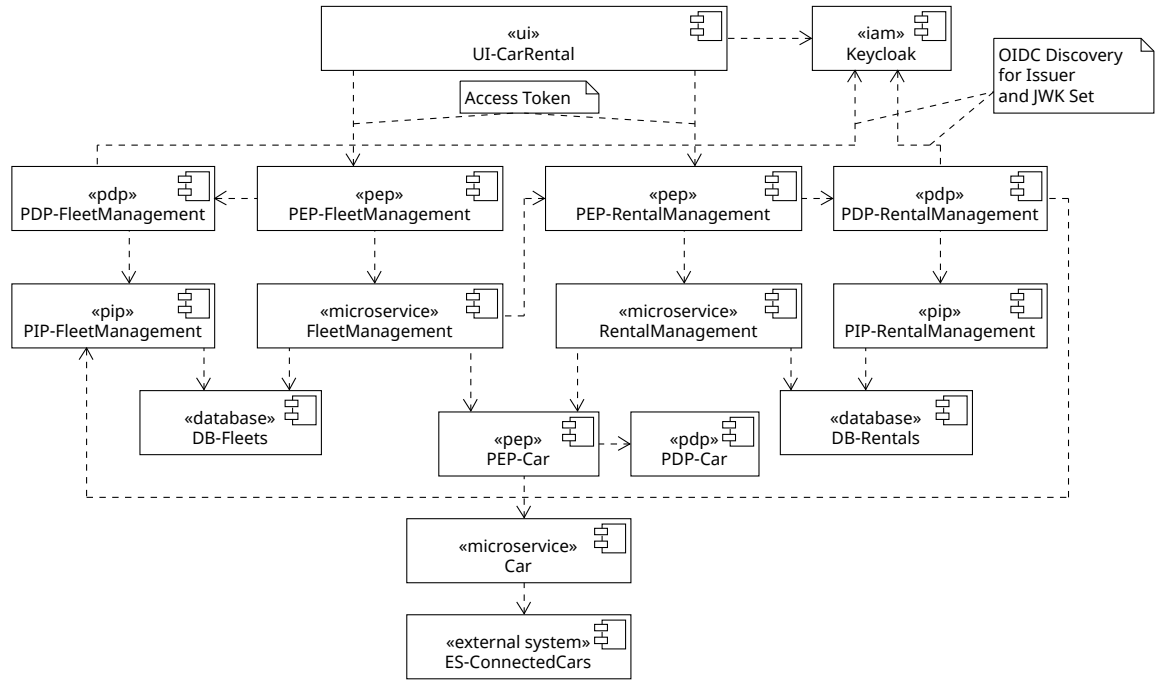 «ui»
UI-CarRental
«iam»
Keycloak
OIDC Discovery
for Issuer
and JWK Set
Access Token
«pdp»
PDP-FleetManagement
«pep»
PEP-FleetManagement
«pep»
PEP-RentalManagement
«pdp»
PDP-RentalManagement
«pip»
PIP-FleetManagement
«microservice»
FleetManagement
«microservice»
RentalManagement
«pip»
PIP-RentalManagement
«database»
DB-Fleets
«pep»
PEP-Car
«pdp»
PDP-Car
«database»
DB-Rentals
«microservice»
Car
«external system»
ES-ConnectedCars